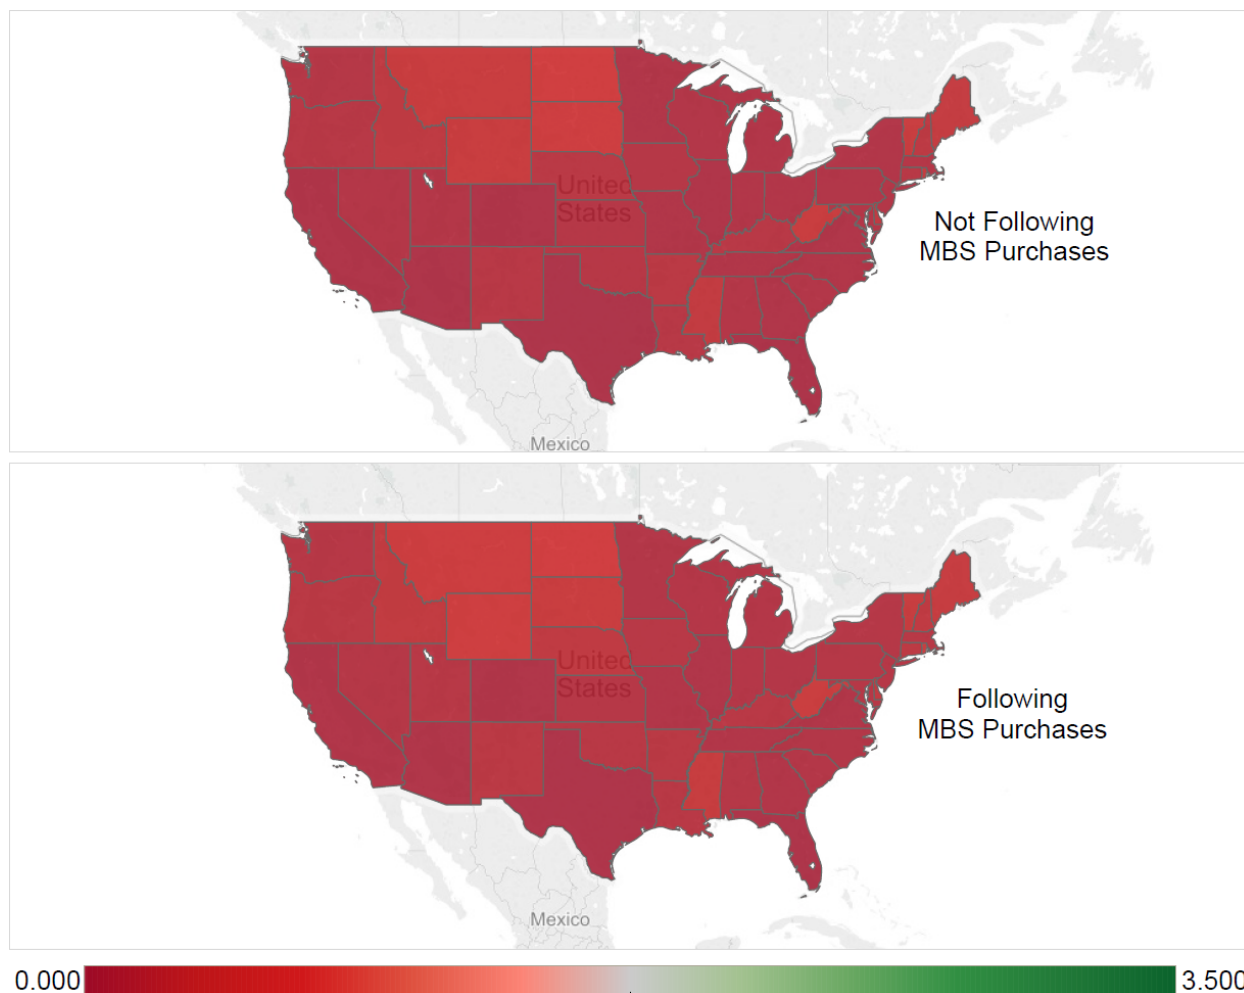 United
States
Not Following
MBS Purchases
Mexico
United
States
Following
MBS Purchases
Mexico
0.000 3.500